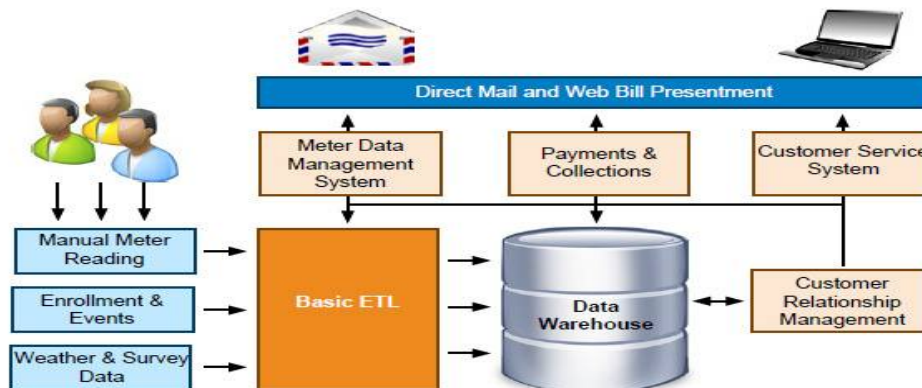 Direct Mail and Web Bill Presentment
Meter Data
Management
System
Payments &
Collections
Customer Service
System
Manual Meter
Reading
Enrollment &
Events
Weather & Survey
Data
Basic ETL
Data
Warehouse
Customer
Relationship
Management